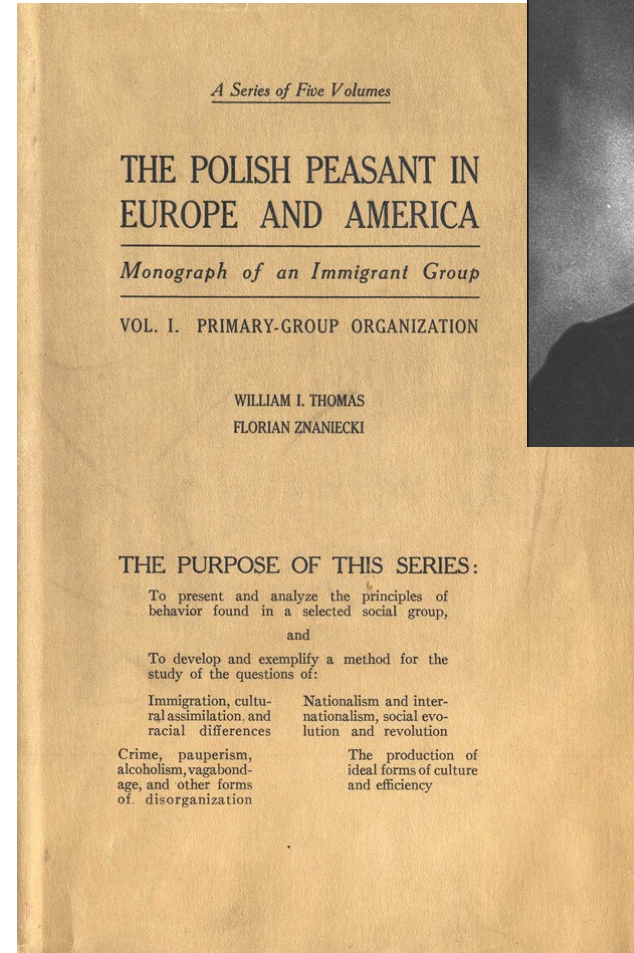 A Series of Five Volumes
THE POLISH PEASANT IN
EUROPE AND AMERICA
Monograph of an Immigrant Group
VOL. I. PRIMARY-GROUP ORGANIZATION
WILLIAM I. THOMAS
FLORIAN ZNANIECKI
THE PURPOSE OF THIS SERIES:
To present and analyze the principles of
behavior found in a selected social group,
and
To develop and exemplify a method for the
study of the questions of:
Immigration, cultu-
ral assimilation, and
racial differences
Nationalism and inter-
nationalism, social evo-
lution and revolution
Crime, pauperism,
alcoholism, vagabond-
age, and other forms
of disorganization
The production of
ideal forms of culture
and efficiency